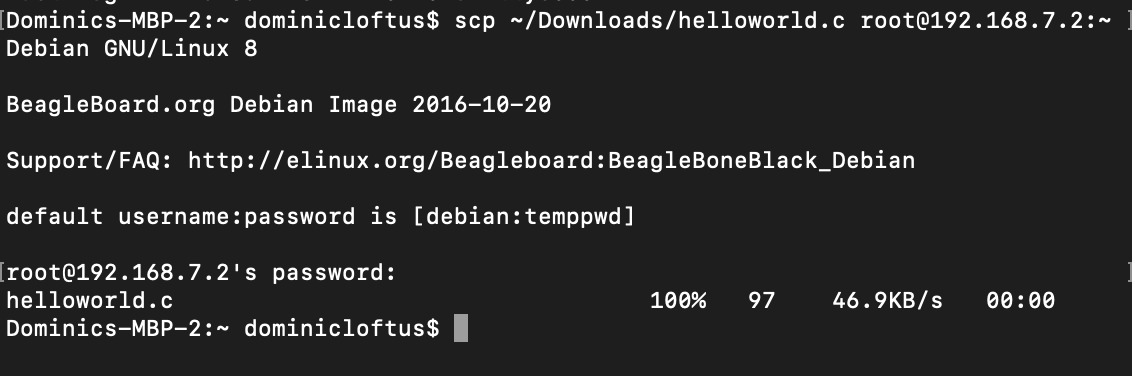 [Dominics-MBP-2:~ dominicloftus$ scp ~/Downloads/helloworld.c root@192.168.7.2:~ ]
Debian GNU/Linux 8
BeagleBoard.org Debian Image 2016-10-20
Support/FAQ: http://elinux.org/Beagleboard:BeagleBoneBlack_Debian
default username:password is [debian:temppwd]
[root@192.168.7.2's password: ]
helloworld.c 100% 97 46.9KB/s 00:00
Dominics-MBP-2:~ dominicloftus$